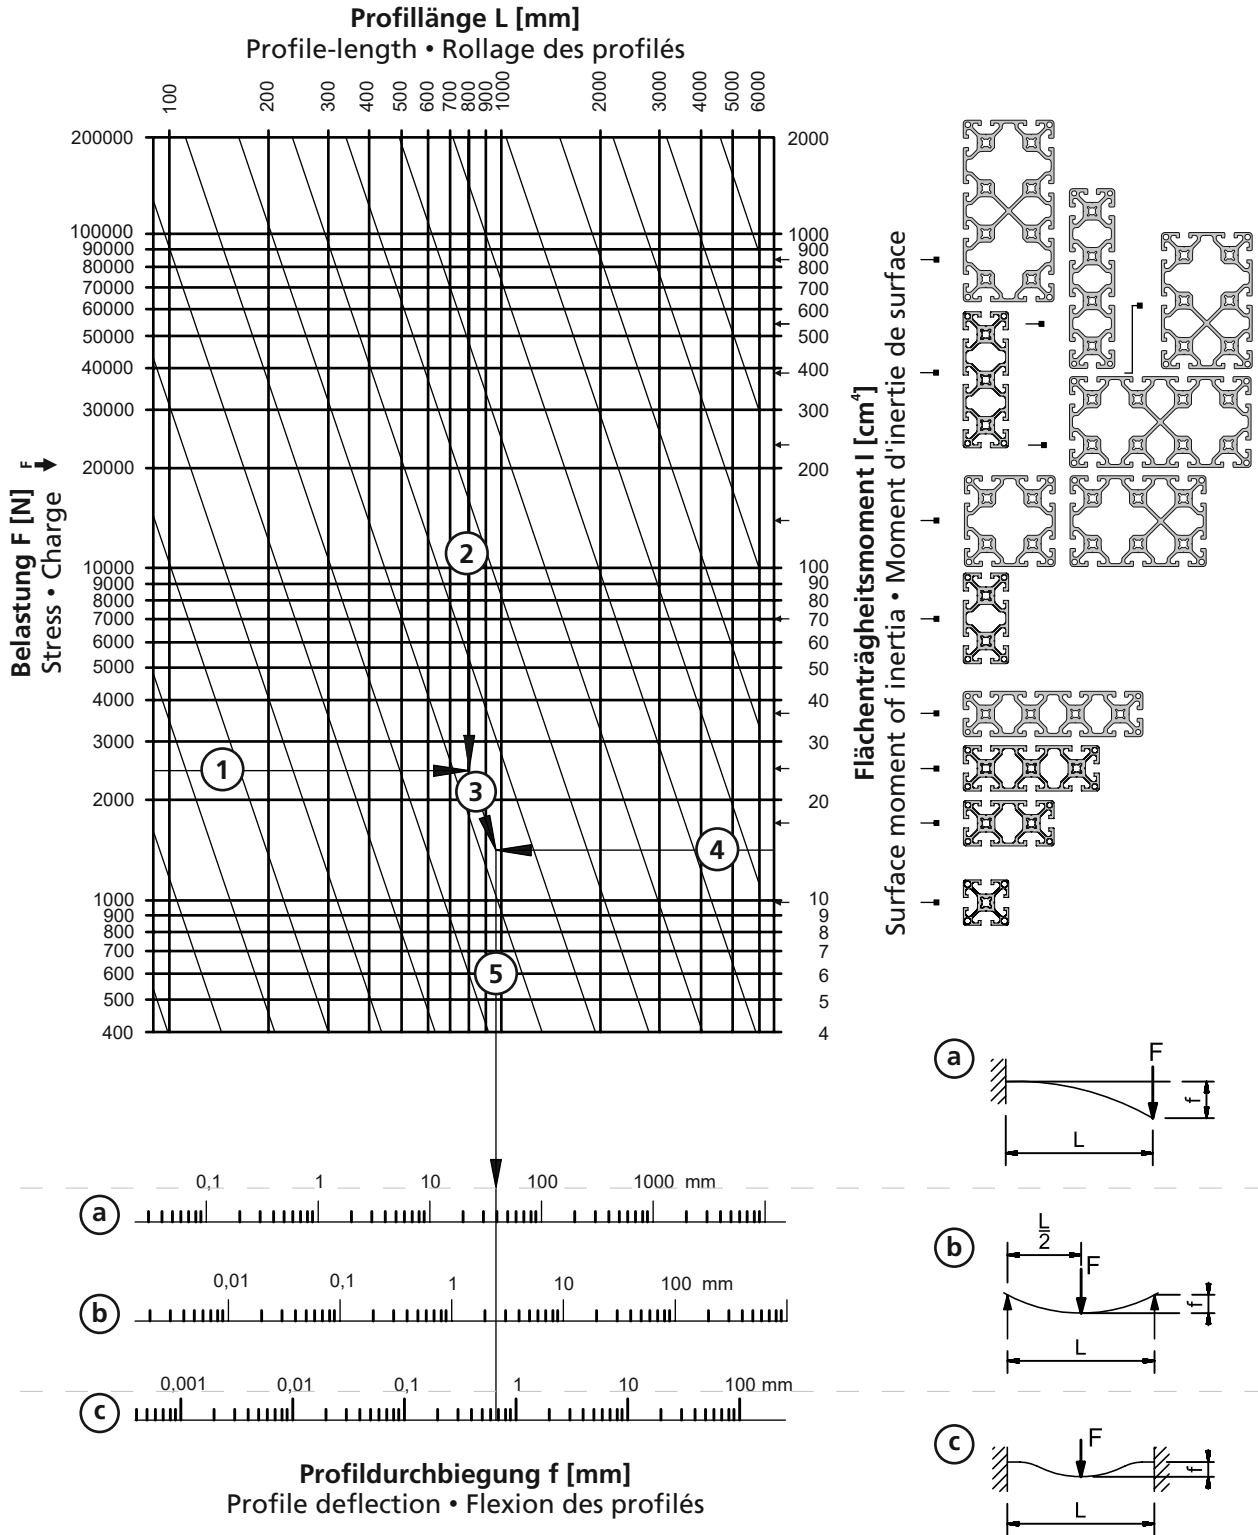 Profillänge L [mm]
Profile-length • Rollage des profilés
100 200 300 400 500 600 700 800 900 1000 2000 3000 4000 5000 6000
Belastung F [N]
Stress • Charge
F
200000
100000
90000
80000
70000
60000
50000
40000
30000
20000
10000
9000
8000
7000
6000
5000
4000
3000
2000
1000
900
800
700
600
500
400
1
2
3
4
5
2000
1000
900
800
700
600
500
400
300
200
100
90
80
70
60
50
40
30
20
10
9
8
7
6
5
4
Flächenträgheitsmoment I [cm⁴]
Surface moment of inertia • Moment d'inertie de surface
a
F
f
L
a
0,1 1 10 100 1000 mm
b
L
2
F
f
L
b
0,01 0,1 1 10 100 mm
c
F
f
L
c
0,001 0,01 0,1 1 10 100 mm
Profildurchbiegung f [mm]
Profile deflection • Flexion des profilés